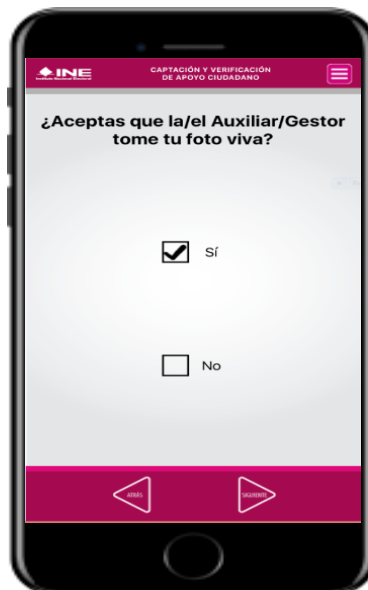 INE
Instituto Nacional Electoral
CAPTACIÓN Y VERIFICACIÓN
DE APOYO CIUDADANO
¿Aceptas que la/el Auxiliar/Gestor
tome tu foto viva?
Sí
No
ATRÁS
SIGUIENTE